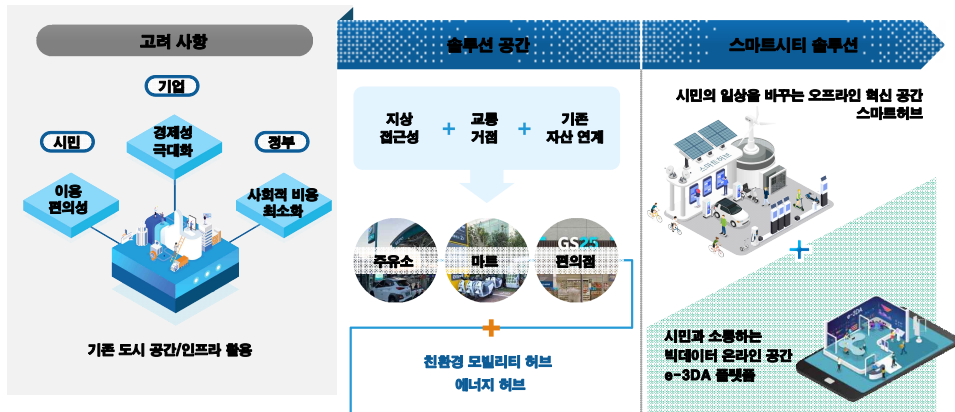 고려 사항
기업
경제성
극대화
시민
정부
이용
편의성
사회적 비용
최소화
기존 도시 공간/인프라 활용
솔루션 공간
지상
접근성
+
교통
거점
+
기존
자산 연계
GS25
주유소
마트
편의점
+
친환경 모빌리티 허브
에너지 허브
스마트시티 솔루션
시민의 일상을 바꾸는 오프라인 혁신 공간
스마트허브
스마트허브
+
시민과 소통하는
빅데이터 온라인 공간
e-3DA 플랫폼
e-3DA